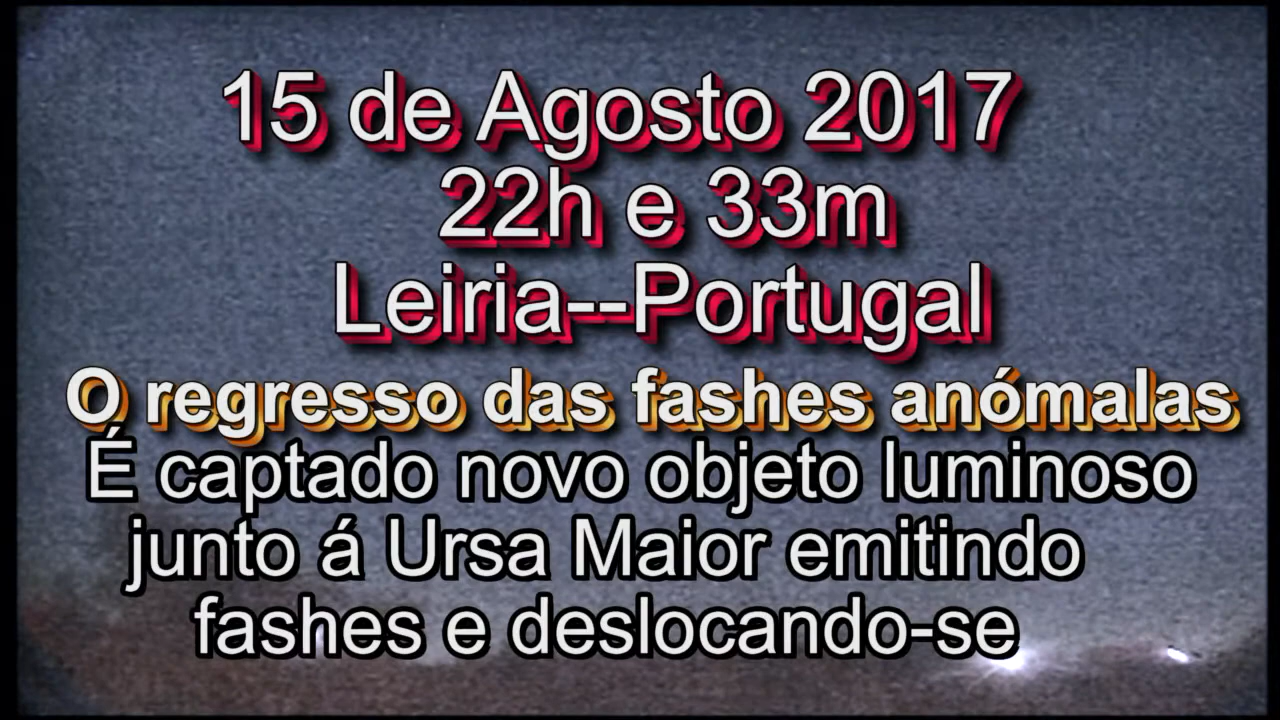 15 de Agosto 2017
22h e 33m
Leiria--Portugal
O regresso das fashes anómalas
É captado novo objeto luminoso
junto á Ursa Maior emitindo
fashes e deslocando-se